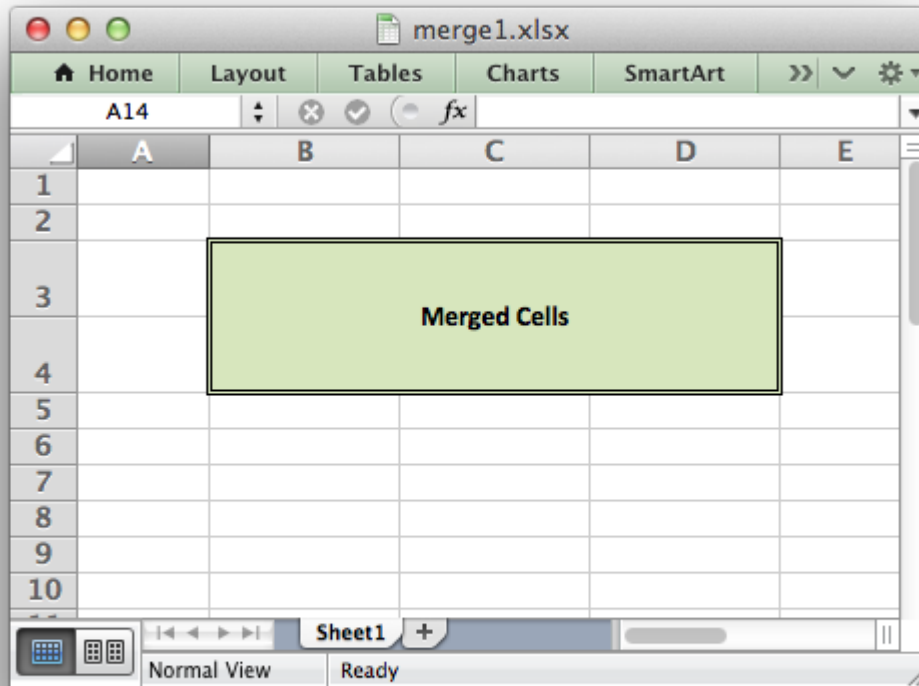 merge1.xlsx
Home Layout Tables Charts SmartArt
A14 fx
A B C D E
1
2
3
Merged Cells
4
5
6
7
8
9
10
Sheet1
Normal View Ready